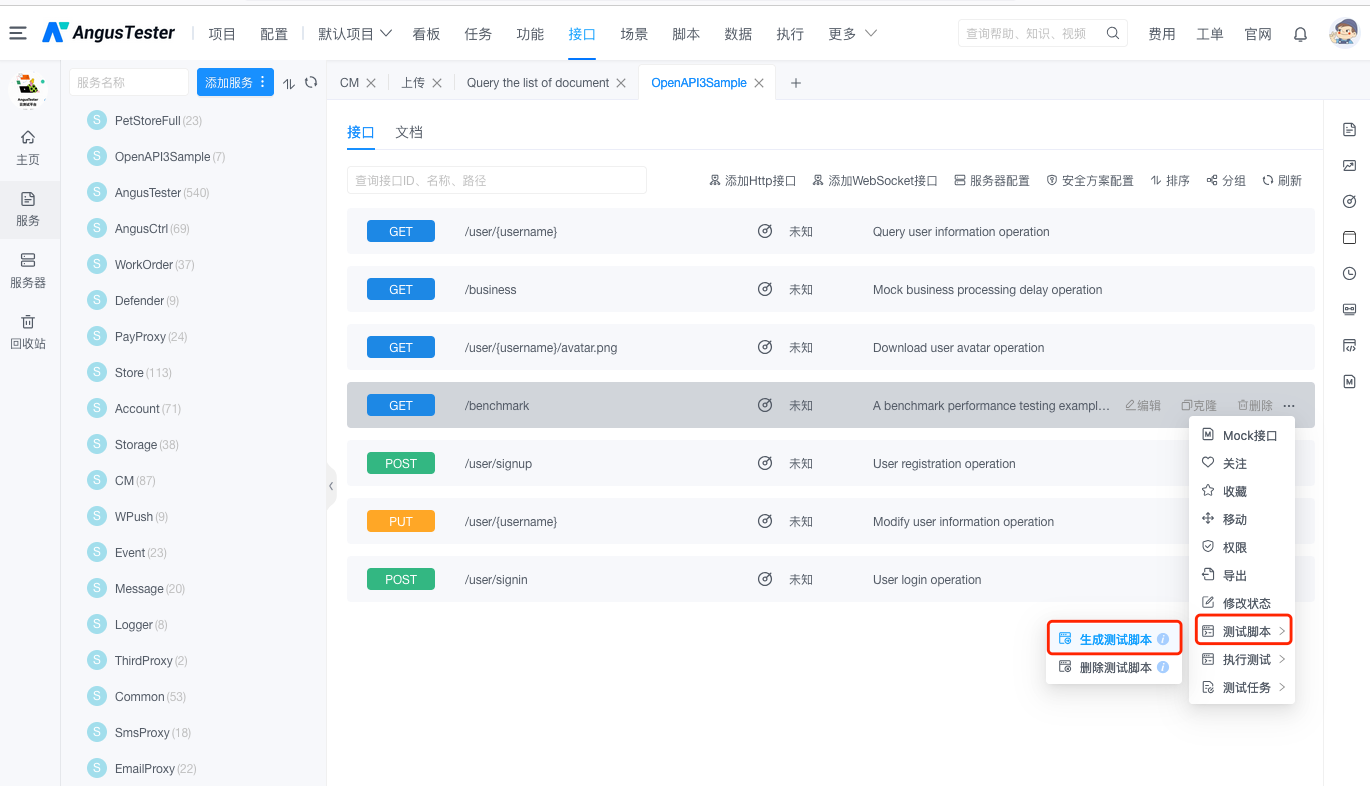 AngusTester 项目 配置 默认项目 看板 任务 功能 接口 场景 脚本 数据 执行 更多 查询帮助、知识、视频 费用 工单 官网
主页
服务
服务器
回收站
服务名称 添加服务
S PetStoreFull (23)
S OpenAPI3Sample (7)
S AngusTester (540)
S AngusCtrl (69)
S WorkOrder (37)
S Defender (9)
S PayProxy (24)
S Store (113)
S Account (71)
S Storage (38)
S CM (87)
S WPush (9)
S Event (23)
S Message (20)
S Logger (8)
S ThirdProxy (2)
S Common (53)
S SmsProxy (18)
S EmailProxy (22)
CM 上传 Query the list of document OpenAPI3Sample
接口 文档
查询接口ID、名称、路径 添加Http接口 添加WebSocket接口 服务器配置 安全方案配置 排序 分组 刷新
GET /user/{username} 未知 Query user information operation
GET /business 未知 Mock business processing delay operation
GET /user/{username}/avatar.png 未知 Download user avatar operation
GET /benchmark 未知 A benchmark performance testing exampl... 编辑 克隆 删除 ...
POST /user/signup 未知 User registration operation
PUT /user/{username} 未知 Modify user information operation
POST /user/signin 未知 User login operation
Mock接口
关注
收藏
移动
权限
导出
修改状态
测试脚本
执行测试
测试任务
生成测试脚本
删除测试脚本